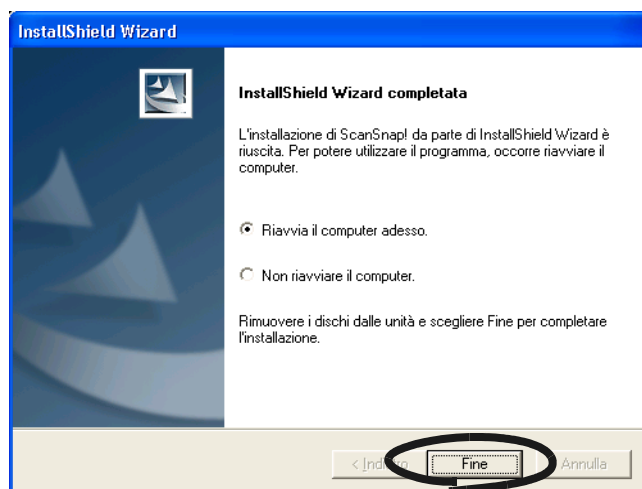 InstallShield Wizard
InstallShield Wizard completata
L'installazione di ScanSnap! da parte di InstallShield Wizard è
riuscita. Per potere utilizzare il programma, occorre riavviare il
computer.
Riavvia il computer adesso.
Non riavviare il computer.
Rimuovere i dischi dalle unità e scegliere Fine per completare
l'installazione.
Fine Annulla